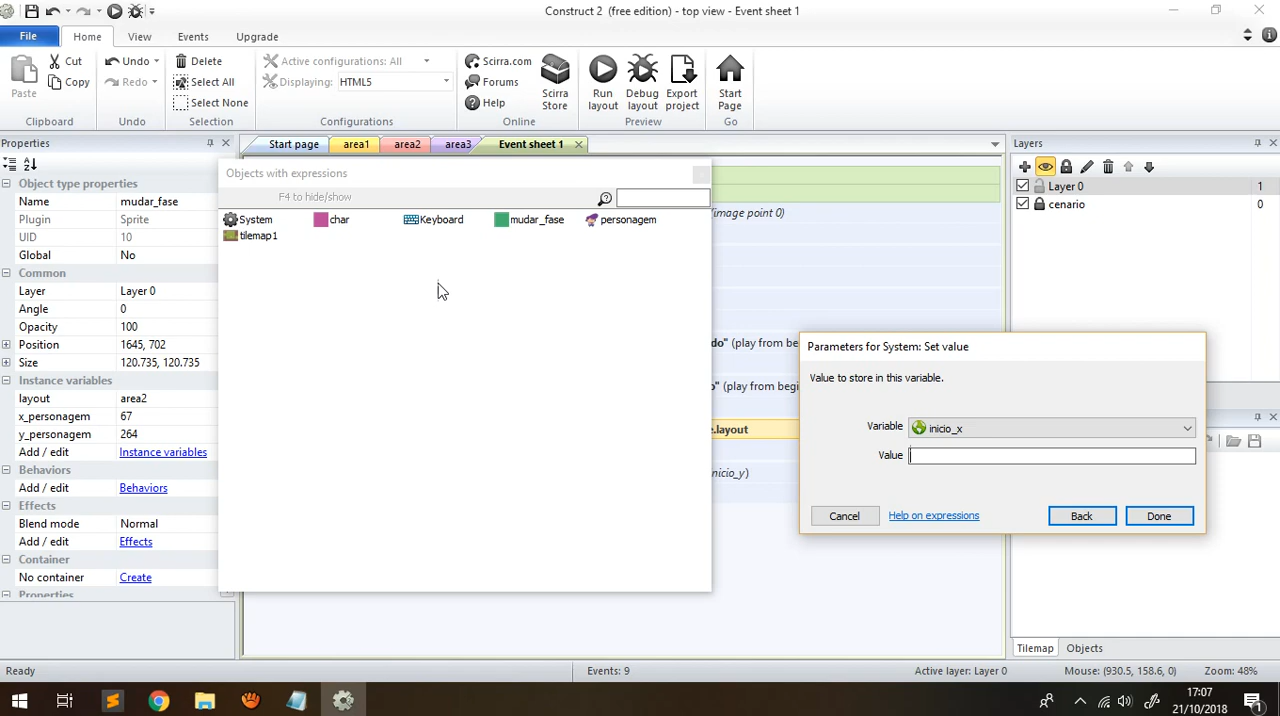 Construct 2 (free edition) - top view - Event sheet 1
File Home View Events Upgrade
Paste
Cut
Copy
Clipboard
Undo
Redo
Undo
Delete
Select All
Select None
Selection
Active configurations: All
Displaying: HTML5
Configurations
Scirra.com
Forums
Help
Scirra Store
Online
Run layout
Debug layout
Export project
Preview
Start Page
Go
Properties
Object type properties
Name mudar_fase
Plugin Sprite
UID 10
Global No
Common
Layer Layer 0
Angle 0
Opacity 100
Position 1645, 702
Size 120.735, 120.735
Instance variables
layout area2
x_personagem 67
y_personagem 264
Add / edit Instance variables
Behaviors
Add / edit Behaviors
Effects
Blend mode Normal
Add / edit Effects
Container
No container Create
Properties
Start page area1 area2 area3 Event sheet 1
Objects with expressions
F4 to hide/show
System char Keyboard mudar_fase personagem
tilemap1
(image point 0)
do" (play from be
o" (play from begi
e.layout
nicio_y)
Parameters for System: Set value
Value to store in this variable.
Variable inicio_x
Value
Cancel Help on expressions Back Done
Layers
Layer 0 1
cenario 0
Tilemap Objects
Ready Events: 9 Active layer: Layer 0 Mouse: (930.5, 158.6, 0) Zoom: 48%
17:07
21/10/2018
1